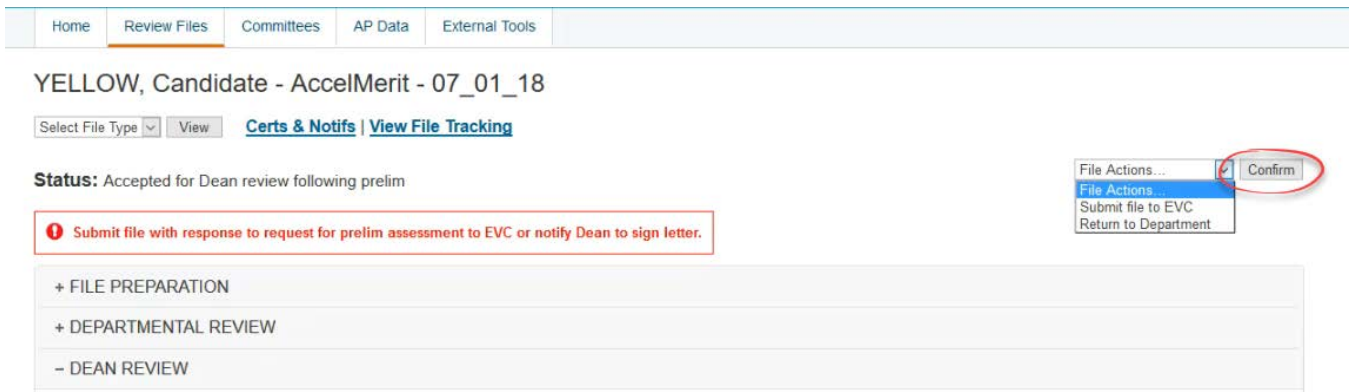 Home Review Files Committees AP Data External Tools
YELLOW, Candidate - AccelMerit - 07_01_18
Select File Type View Certs & Notifs | View File Tracking
Status: Accepted for Dean review following prelim
File Actions... Confirm
File Actions...
Submit file to EVC
Return to Department
Submit file with response to request for prelim assessment to EVC or notify Dean to sign letter.
+ FILE PREPARATION
+ DEPARTMENTAL REVIEW
– DEAN REVIEW